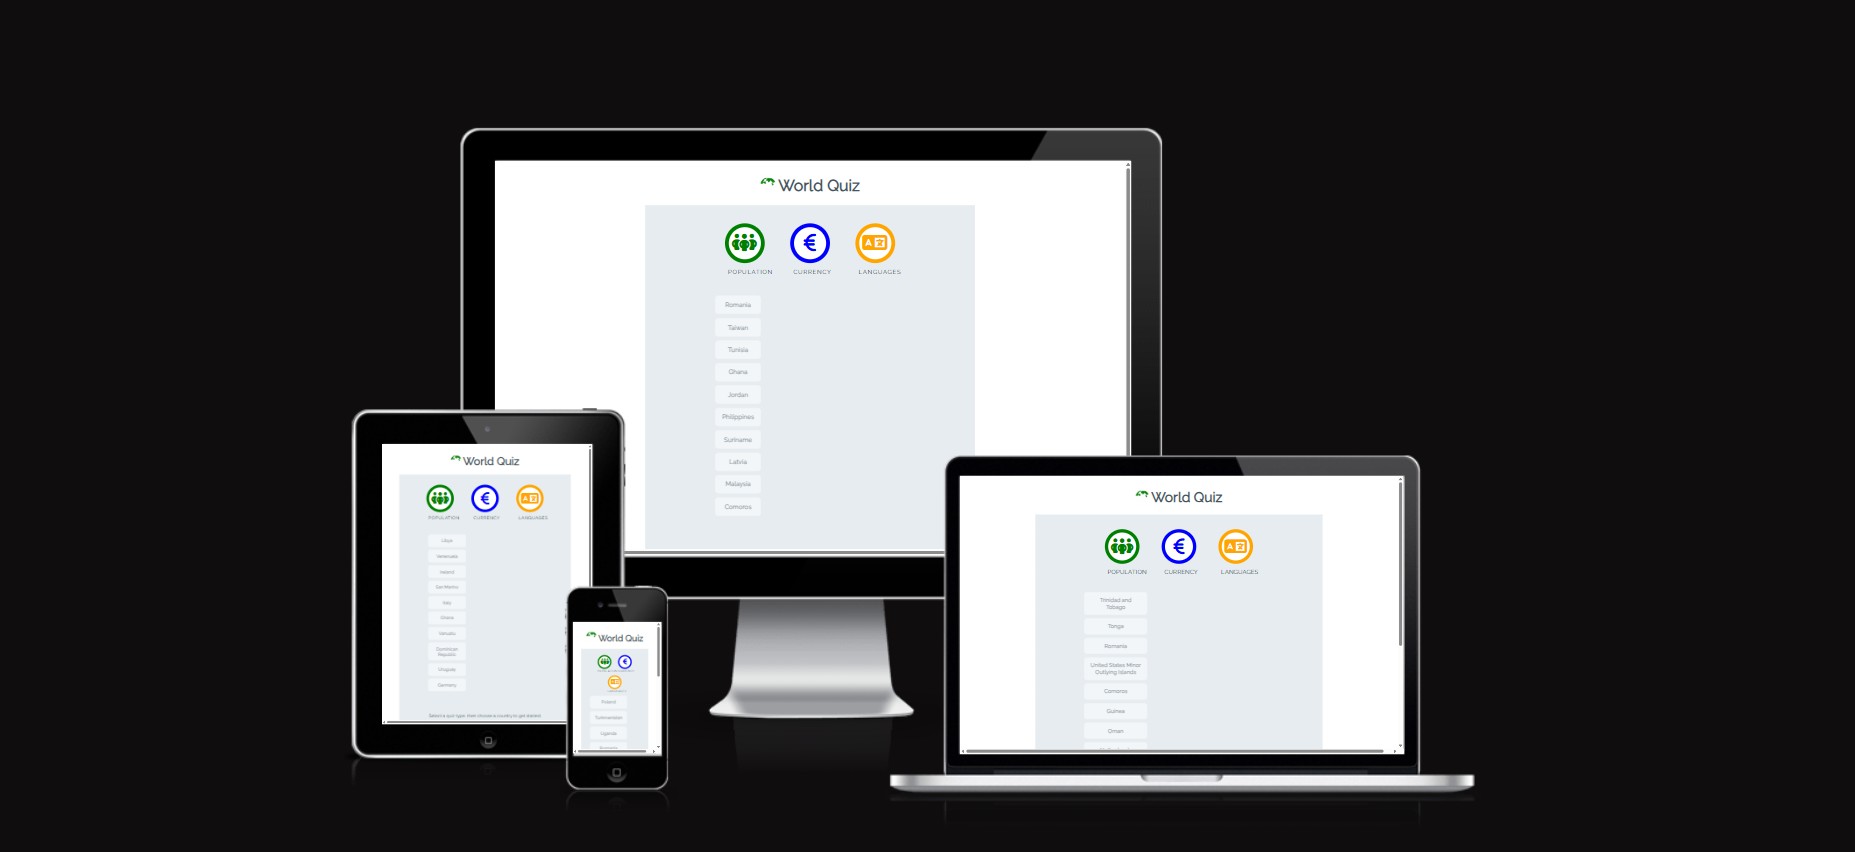 World Quiz
POPULATION
CURRENCY
LANGUAGES
Romania
Taiwan
Tunisia
Ghana
Jordan
Philippines
Suriname
Latvia
Malaysia
Comoros
World Quiz
POPULATION
CURRENCY
LANGUAGES
Libya
Venezuela
Ireland
San Marino
Italy
Ghana
Vanuatu
Dominican
Republic
Mongolia
Germany
Select a quiz type, then choose a country to get started
World Quiz
Poland
Turkmenistan
Uganda
World Quiz
POPULATION
CURRENCY
LANGUAGES
Trinidad and
Tobago
Tonga
Romania
United States Minor
Outlying Islands
Comoros
Guinea
Oman